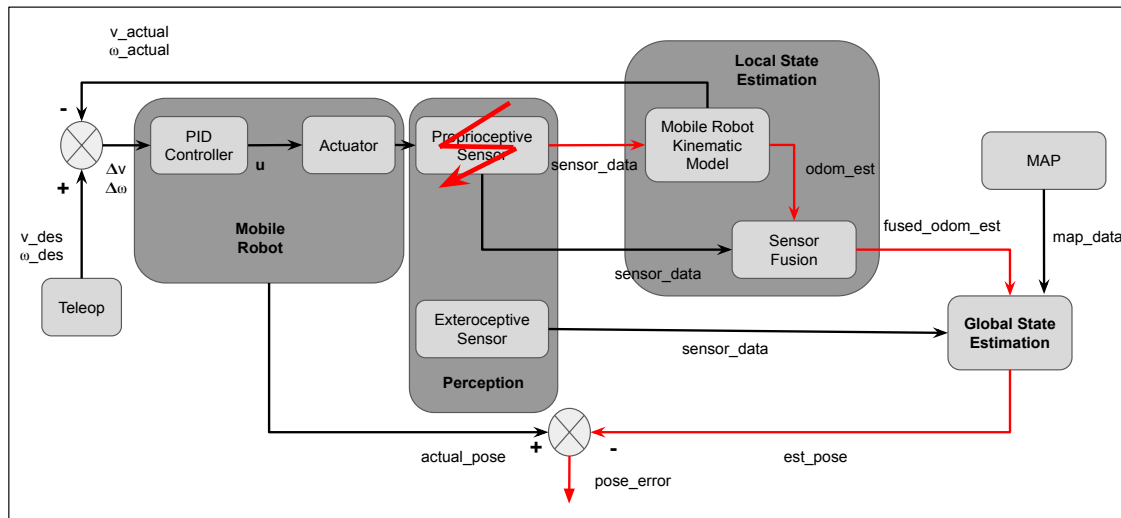 v_actual
ω_actual
Local State
Estimation
-
PID
Controller
Actuator
Proprioceptive
Sensor
Mobile Robot
Kinematic
Model
MAP
sensor_data
odom_est
Δv
Δω
u
+
v_des
ω_des
Mobile
Robot
Sensor
Fusion
fused_odom_est
map_data
sensor_data
Teleop
Exteroceptive
Sensor
Global State
Estimation
sensor_data
Perception
+
-
actual_pose
est_pose
pose_error